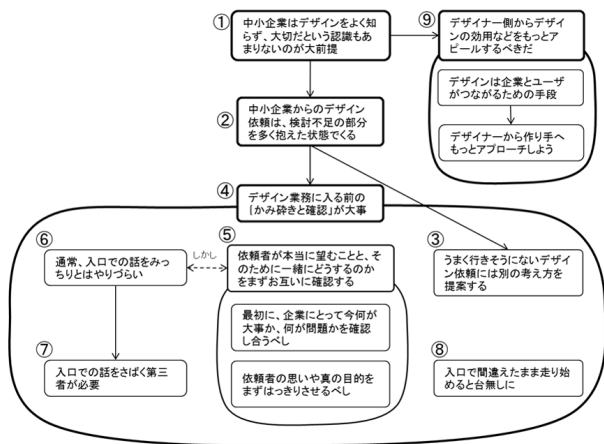 ①
中小企業はデザインをよく知
らず、大切だという認識もあ
まりないのが大前提
⑨
デザイナー側からデザイ
ンの効用などをもっとア
ピールするべきだ
デザインは企業とユーザ
がつながるための手段
デザイナーから作り手へ
もっとアプローチしよう
②
中小企業からのデザイン
依頼は、検討不足の部分
を多く抱えた状態でくる
④
デザイン業務に入る前の
「かみ砕きと確認」が大事
⑥
通常、入口での話をみっ
ちりとはやりづらい
しかし
⑤
依頼者が本当に望むことと、そ
のために一緒にどうするのか
をまずお互いに確認する
最初に、企業にとって今何が
大事か、何が問題かを確認
し合うべし
依頼者の思いや真の目的を
まずはっきりさせるべし
③
うまく行きそうにないデザイ
ン依頼には別の考え方を
提案する
⑦
入口での話をさばく第三
者が必要
⑧
入口で間違えたまま走り始
めると台無しに